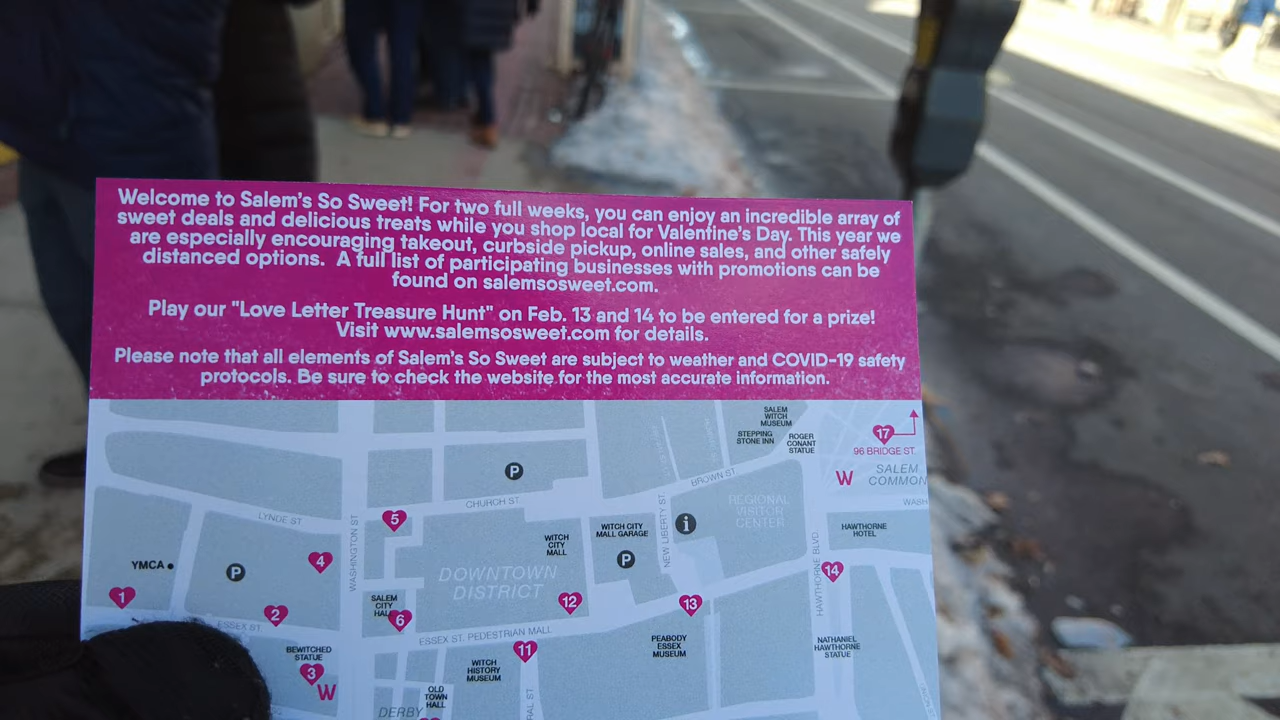 Welcome to Salem's So Sweet! For two full weeks, you can enjoy an incredible array of
sweet deals and delicious treats while you shop local for Valentine's Day. This year we
are especially encouraging takeout, curbside pickup, online sales, and other safely
distanced options. A full list of participating businesses with promotions can be
found on salemsosweet.com.
Play our "Love Letter Treasure Hunt" on Feb. 13 and 14 to be entered for a prize!
Visit www.salemsosweet.com for details.
Please note that all elements of Salem's So Sweet are subject to weather and COVID-19 safety
protocols. Be sure to check the website for the most accurate information.
SALEM
WITCH
MUSEUM
STEPPING
STONE INN
ROGER
CONANT
STATUE
17
96 BRIDGE ST.
W
SALEM
COMMON
P
BROWN ST
CHURCH ST
WASH
LYNDE ST
5
WASHINGTON ST
WITCH CITY
MALL GARAGE
P
NEW LIBERTY ST
i
REGIONAL
VISITOR
CENTER
HAWTHORNE
HOTEL
WITCH
CITY
MALL
YMCA
P
4
DOWNTOWN
DISTRICT
HAWTHORNE BLVD.
14
1
2
SALEM
CITY
6
12
13
ESSEX ST
ESSEX ST. PEDESTRIAN MALL
BEWITCHED
STATUE
3
W
11
WITCH
HISTORY
MUSEUM
PEABODY
ESSEX
MUSEUM
NATHANIEL
HAWTHORNE
STATUE
OLD
TOWN
HALL
DERBY
RAL ST